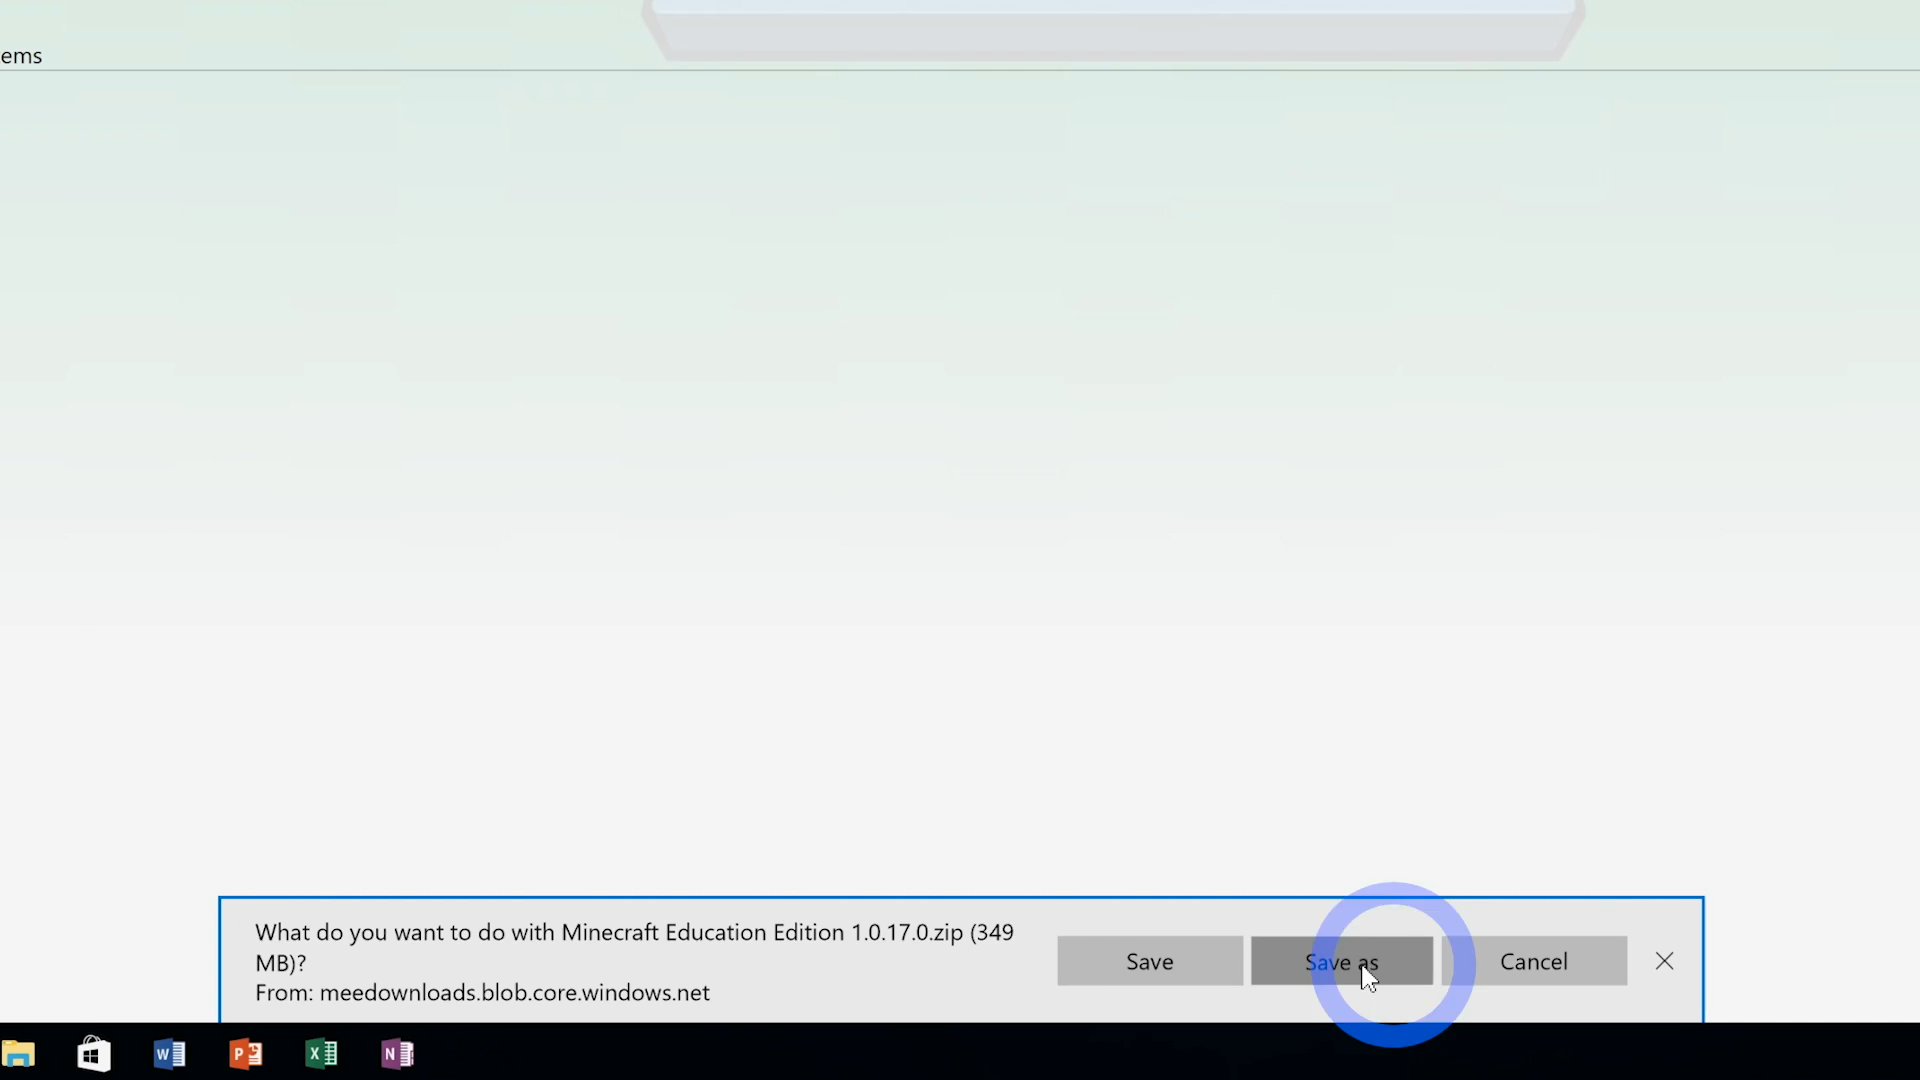 ems
What do you want to do with Minecraft Education Edition 1.0.17.0.zip (349
MB)?
From: meedownloads.blob.core.windows.net
Save
Save as
Cancel
W
P
X
N